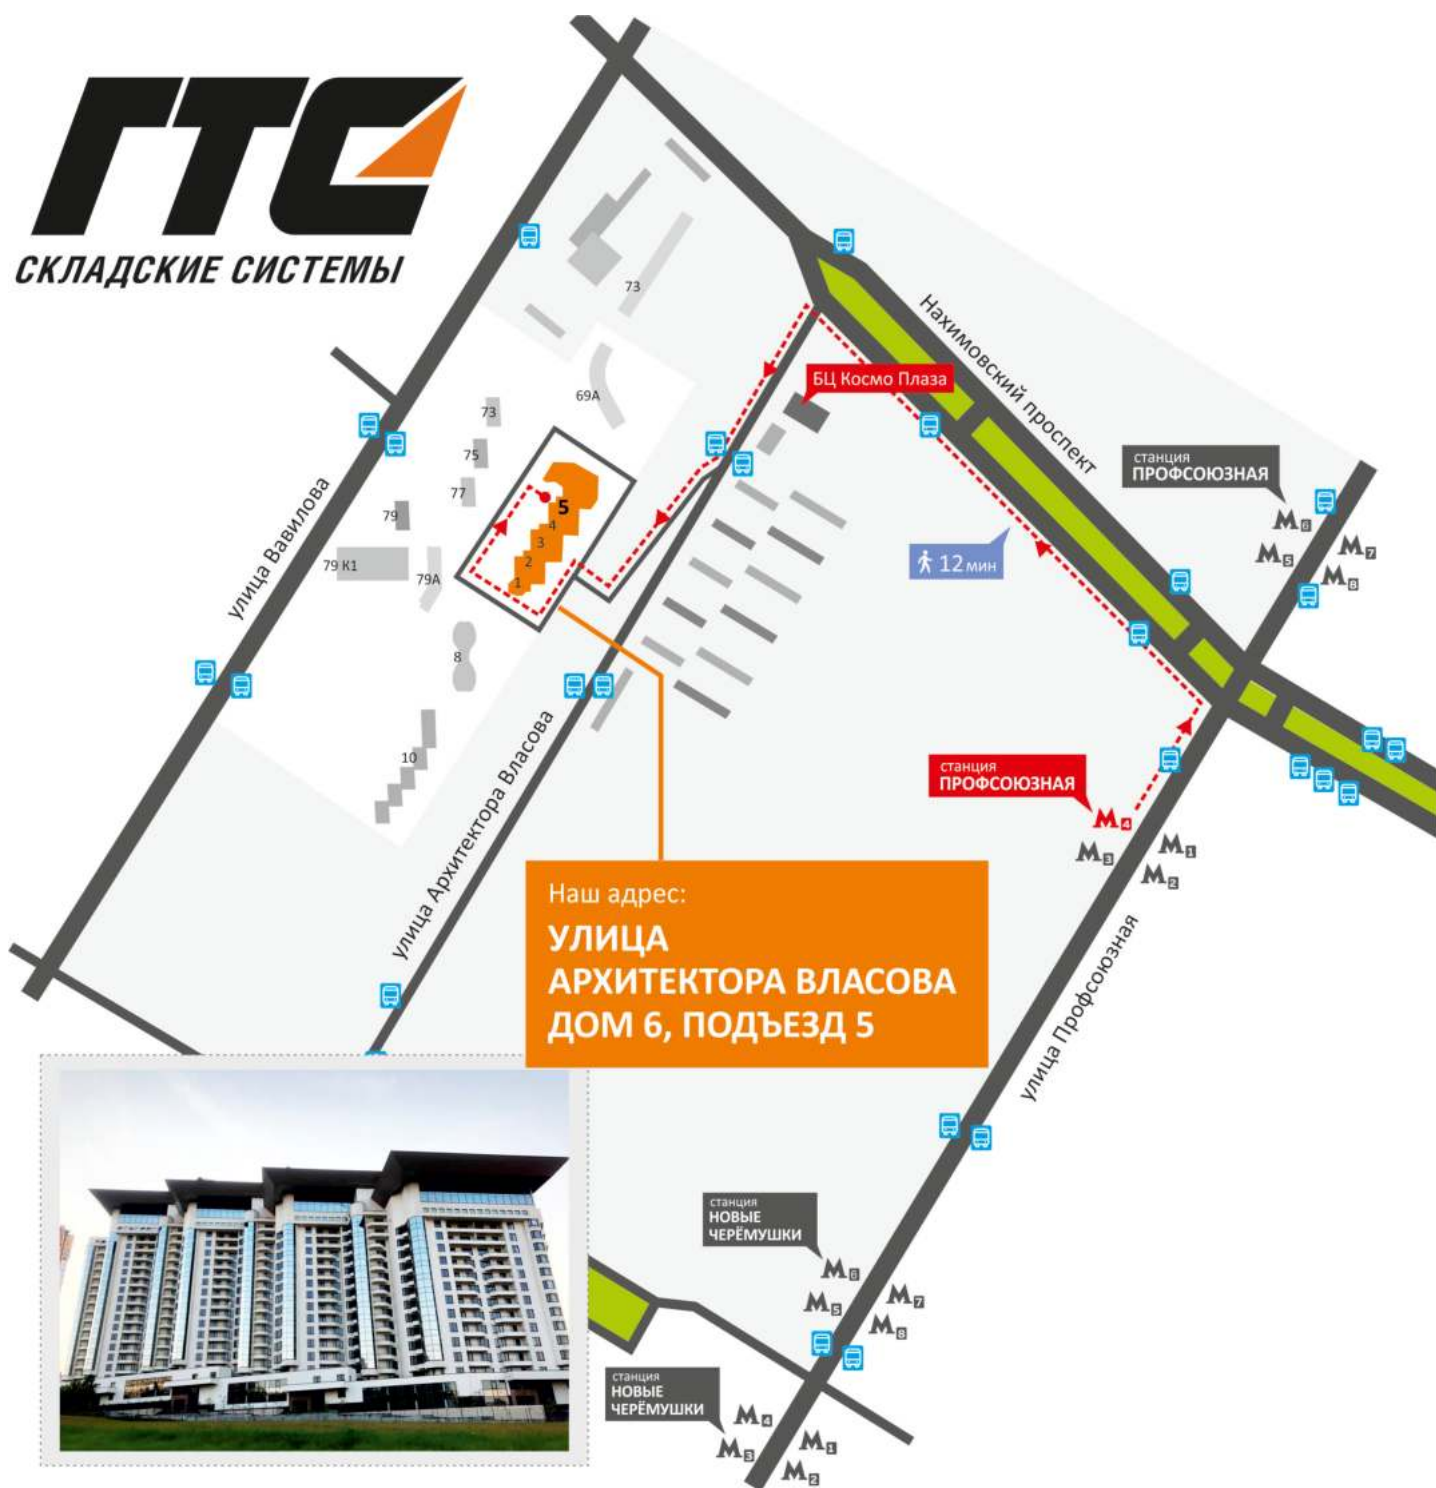 ГТС
СКЛАДСКИЕ СИСТЕМЫ
73
69А
73
75
77
79
79 К1
79А
8
10
5
4
3
2
1
улица Вавилова
улица Архитектора Власова
БЦ Космо Плаза
Нахимовский проспект
12 мин
станция
ПРОФСОЮЗНАЯ
М6
М5
М7
М8
станция
ПРОФСОЮЗНАЯ
М4
М3
М1
М2
улица Профсоюзная
Наш адрес:
УЛИЦА
АРХИТЕКТОРА ВЛАСОВА
ДОМ 6, ПОДЪЕЗД 5
станция
НОВЫЕ
ЧЕРЁМУШКИ
М6
М5
М7
М8
станция
НОВЫЕ
ЧЕРЁМУШКИ
М4
М3
М1
М2